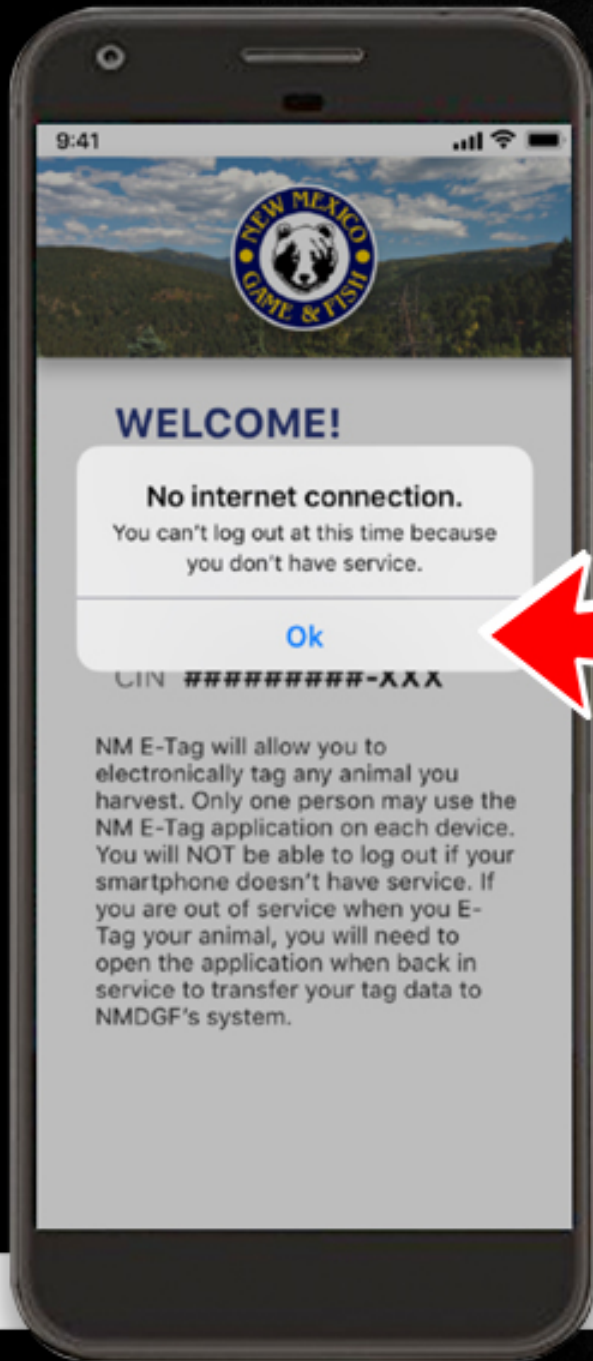 9:41
NEW MEXICO
GAME & FISH
WELCOME!
No internet connection.
You can't log out at this time because
you don't have service.
Ok
CIN #########-XXX
NM E-Tag will allow you to
electronically tag any animal you
harvest. Only one person may use the
NM E-Tag application on each device.
You will NOT be able to log out if your
smartphone doesn't have service. If
you are out of service when you E-
Tag your animal, you will need to
open the application when back in
service to transfer your tag data to
NMDGF's system.